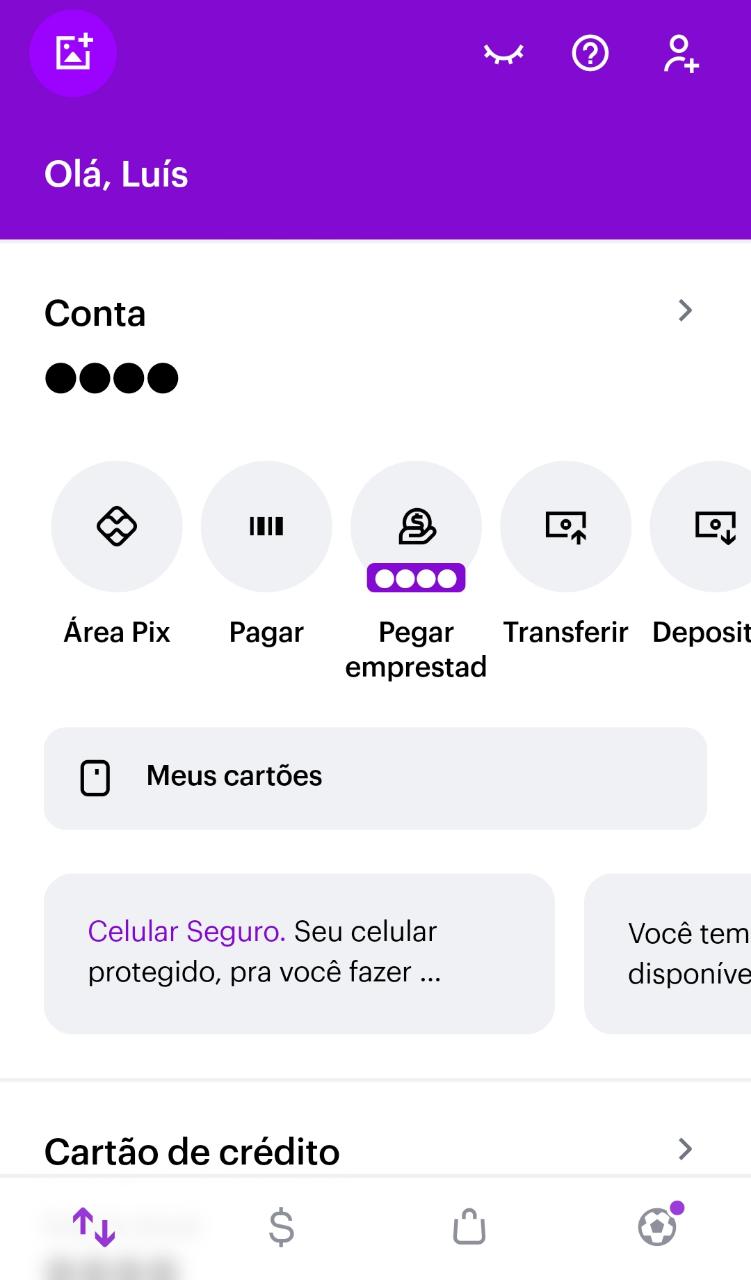 Olá, Luís
Conta
Área Pix
Pagar
Pegar
emprestad
Transferir
Deposit
Meus cartões
Celular Seguro. Seu celular
protegido, pra você fazer ...
Você tem
disponíve
Cartão de crédito